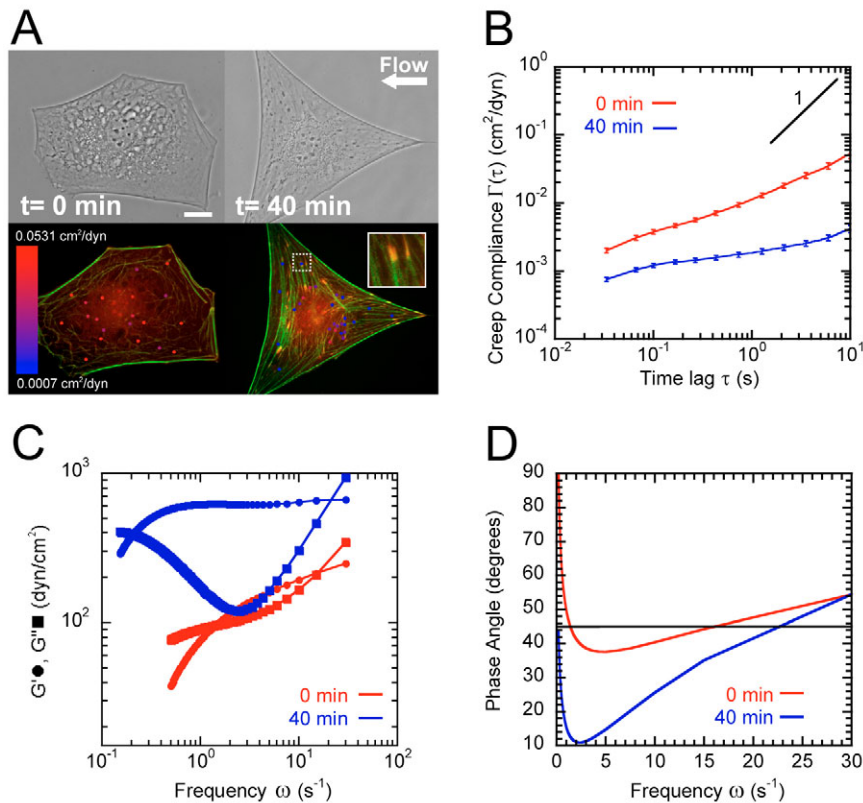 A
Flow
t= 0 min
t= 40 min
0.0531 cm²/dyn
0.0007 cm²/dyn
B
Creep Compliance Γ(τ) (cm²/dyn)
10⁰
10⁻¹
10⁻²
10⁻³
10⁻⁴
0 min
40 min
1
10⁻² 10⁻¹ 10⁰ 10¹
Time lag τ (s)
C
G'●, G''■ (dyn/cm²)
10³
10²
0 min
40 min
10⁻¹ 10⁰ 10¹ 10²
Frequency ω (s⁻¹)
D
Phase Angle (degrees)
90
80
70
60
50
40
30
20
10
0 min
40 min
0 5 10 15 20 25 30
Frequency ω (s⁻¹)